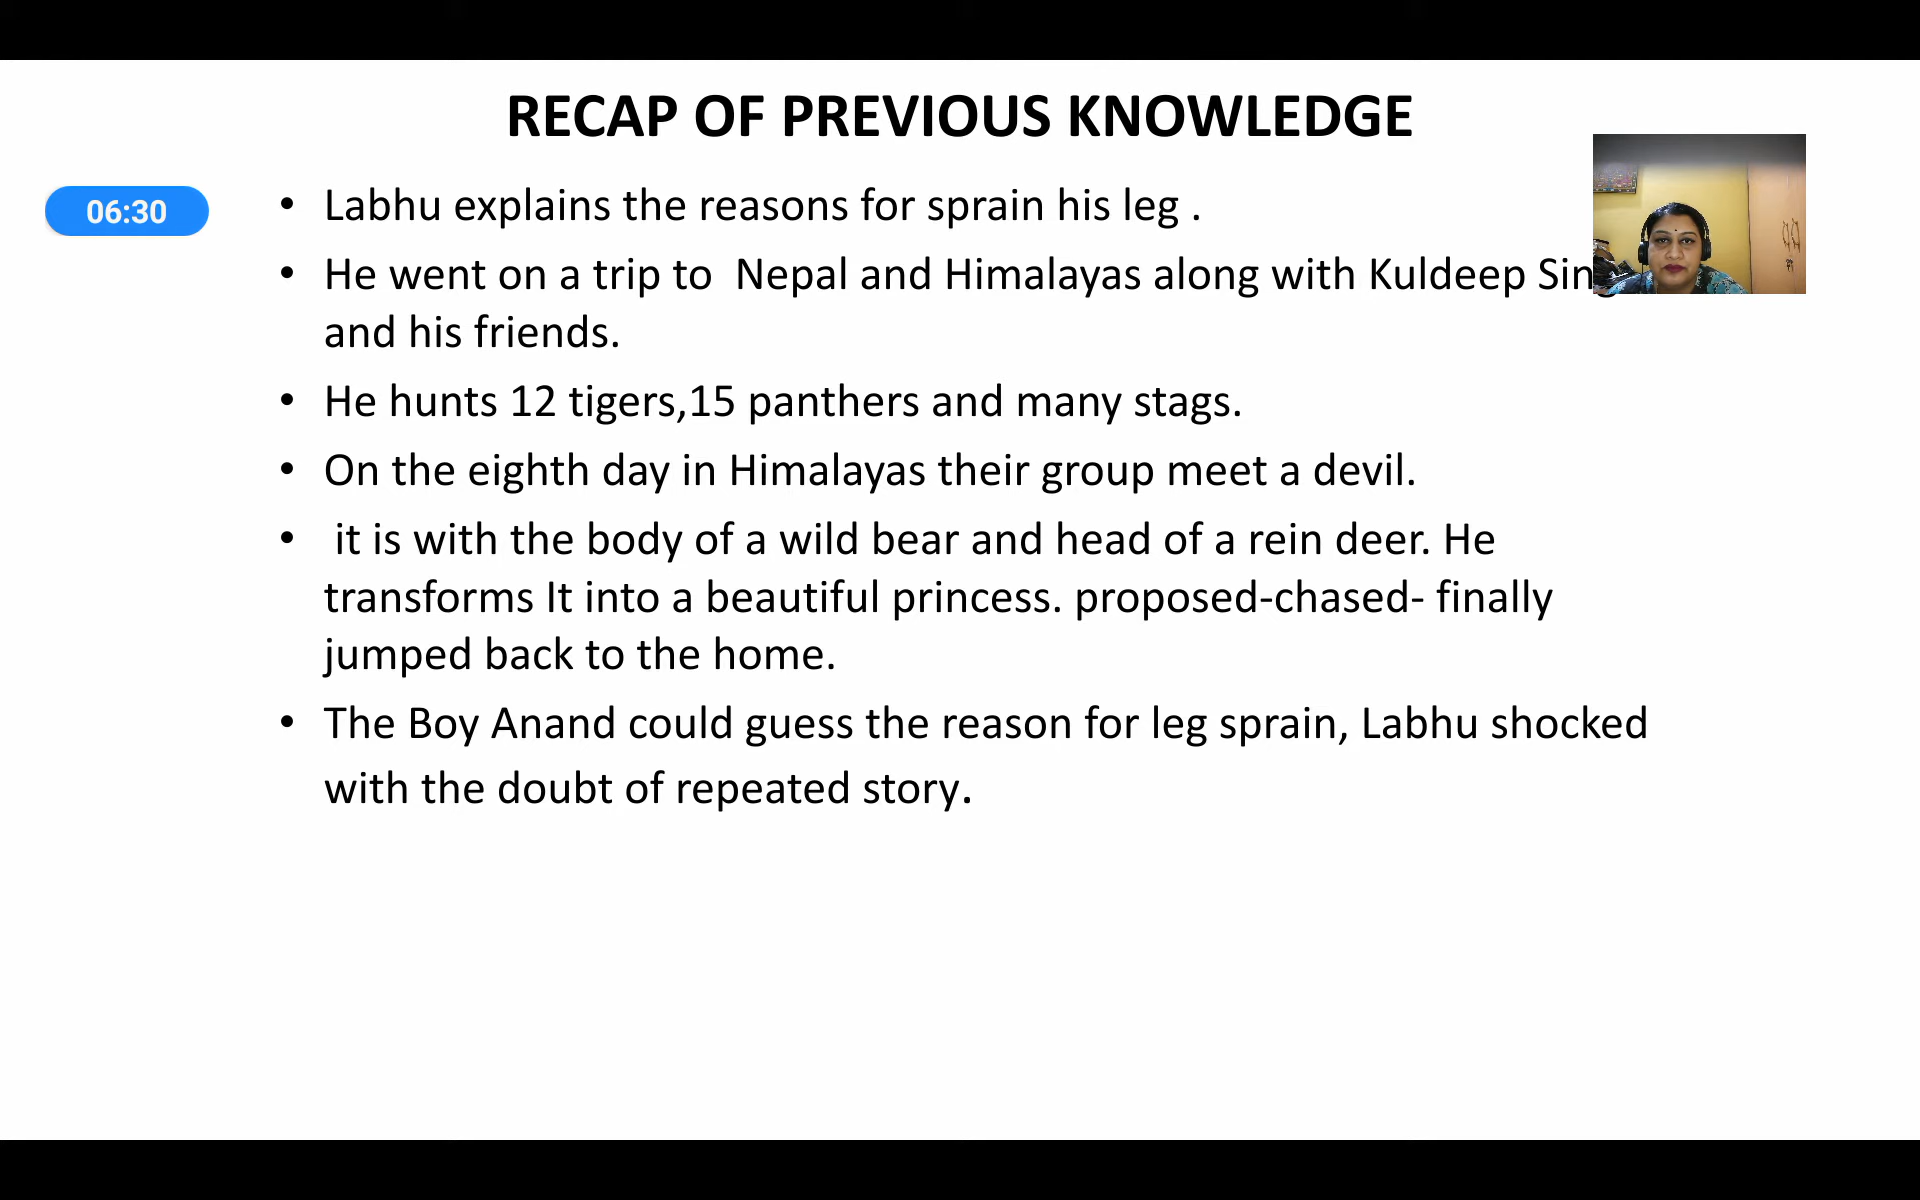 RECAP OF PREVIOUS KNOWLEDGE
06:30
• Labhu explains the reasons for sprain his leg .
• He went on a trip to Nepal and Himalayas along with Kuldeep
and his friends.
• He hunts 12 tigers,15 panthers and many stags.
• On the eighth day in Himalayas their group meet a devil.
• it is with the body of a wild bear and head of a rein deer. He
transforms It into a beautiful princess. proposed-chased- finally
jumped back to the home.
• The Boy Anand could guess the reason for leg sprain, Labhu shocked
with the doubt of repeated story.